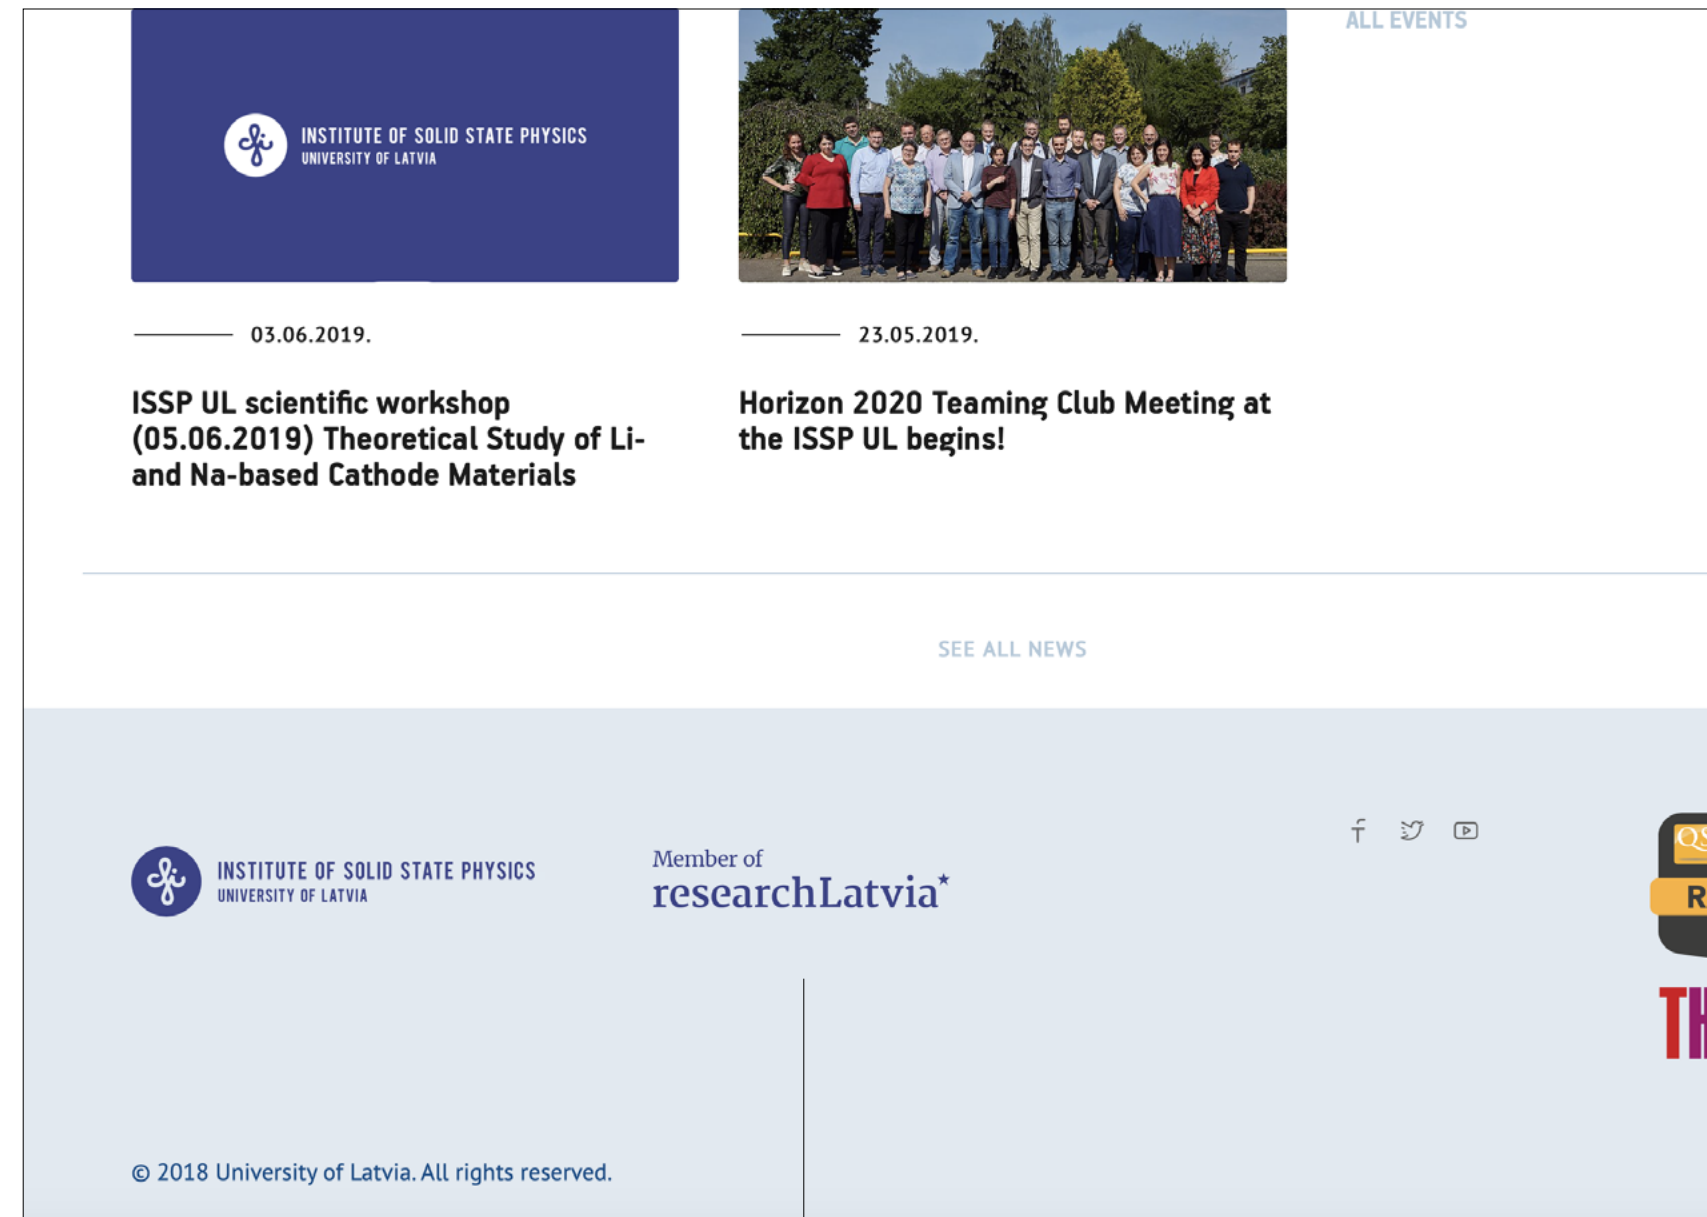 ALL EVENTS
INSTITUTE OF SOLID STATE PHYSICS
UNIVERSITY OF LATVIA
03.06.2019.
ISSP UL scientific workshop
(05.06.2019) Theoretical Study of Li-
and Na-based Cathode Materials
23.05.2019.
Horizon 2020 Teaming Club Meeting at
the ISSP UL begins!
SEE ALL NEWS
INSTITUTE OF SOLID STATE PHYSICS
UNIVERSITY OF LATVIA
Member of
researchLatvia*
QS
R
TH
© 2018 University of Latvia. All rights reserved.